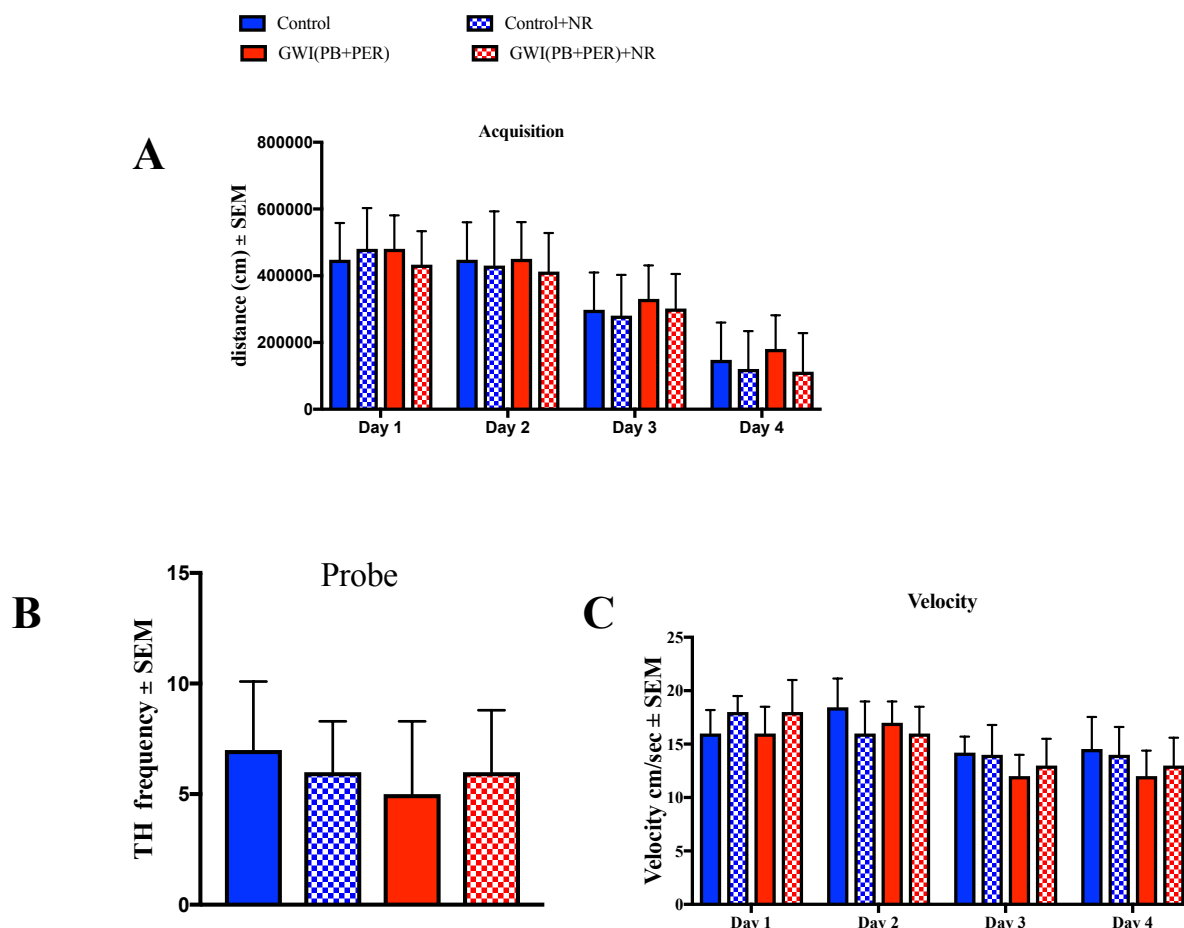 Control Control+NR
GWI(PB+PER) GWI(PB+PER)+NR
A
Acquisition
distance (cm) ± SEM
800000
600000
400000
200000
0
Day 1 Day 2 Day 3 Day 4
B
Probe
TH frequency ± SEM
15
10
5
0
C
Velocity
Velocity cm/sec ± SEM
25
20
15
10
5
0
Day 1 Day 2 Day 3 Day 4